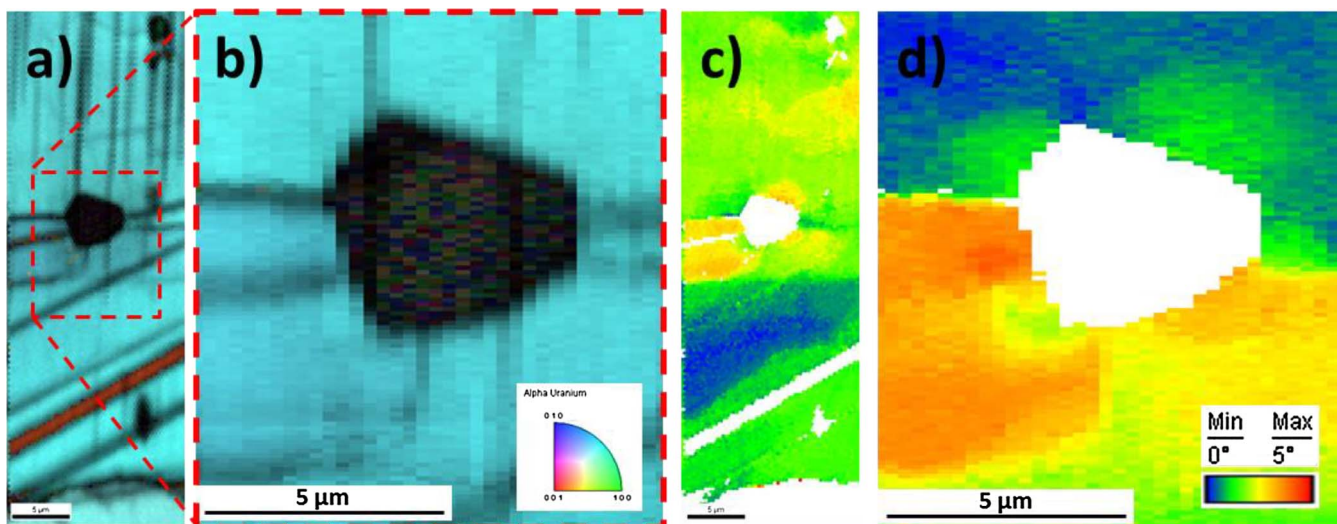 a)
5 µm
b)
5 µm
Alpha Uranium
010
001 100
c)
5 µm
d)
5 µm
Min Max
0° 5°